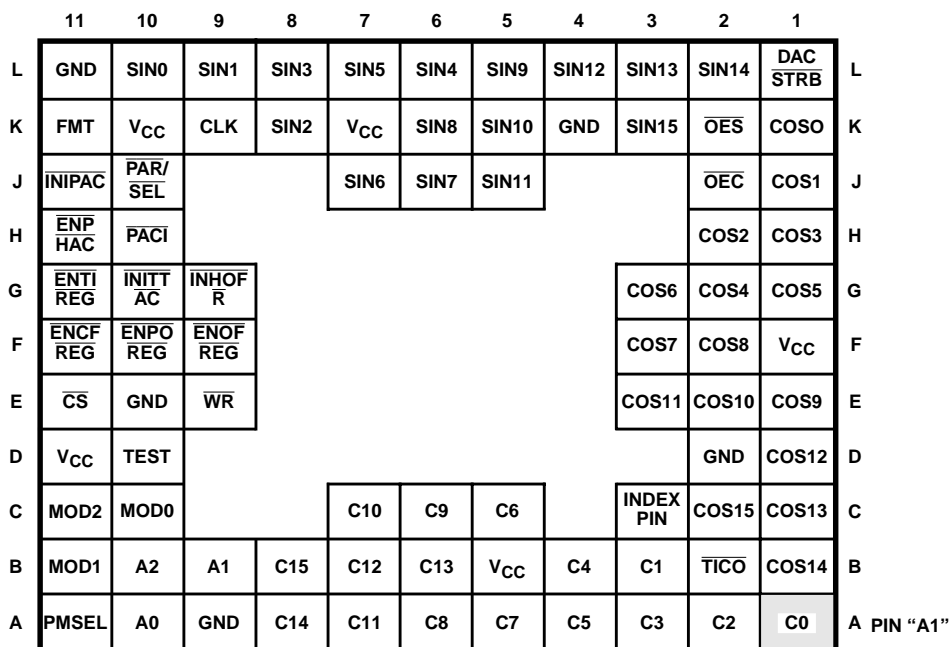 11 10 9 8 7 6 5 4 3 2 1
L GND SIN0 SIN1 SIN3 SIN5 SIN4 SIN9 SIN12 SIN13 SIN14 DAC L
STRB
K FMT VCC CLK SIN2 VCC SIN8 SIN10 GND SIN15 OES COSO K
J INIPAC PAR/ SIN6 SIN7 SIN11 OEC COS1 J
SEL
H ENP PACI COS2 COS3 H
HAC
G ENTI INITT INHOF COS6 COS4 COS5 G
REG AC R
F ENCF ENPO ENOF COS7 COS8 VCC F
REG REG REG
E CS GND WR COS11 COS10 COS9 E
D VCC TEST GND COS12 D
C MOD2 MOD0 C10 C9 C6 INDEX COS15 COS13 C
PIN
B MOD1 A2 A1 C15 C12 C13 VCC C4 C1 TICO COS14 B
A PMSEL A0 GND C14 C11 C8 C7 C5 C3 C2 C0 A PIN “A1”